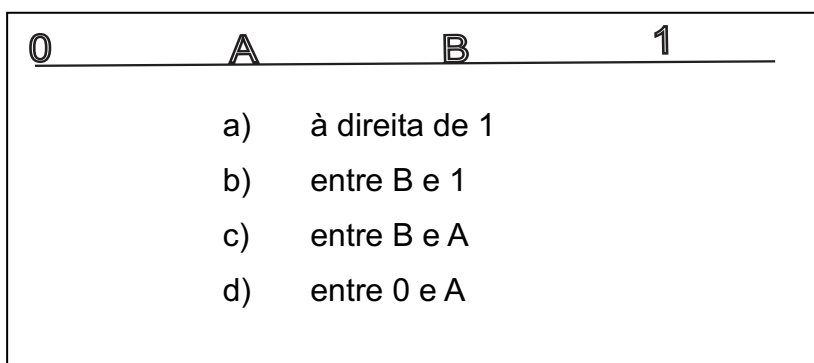 0 A B 1
a) à direita de 1
b) entre B e 1
c) entre B e A
d) entre 0 e A